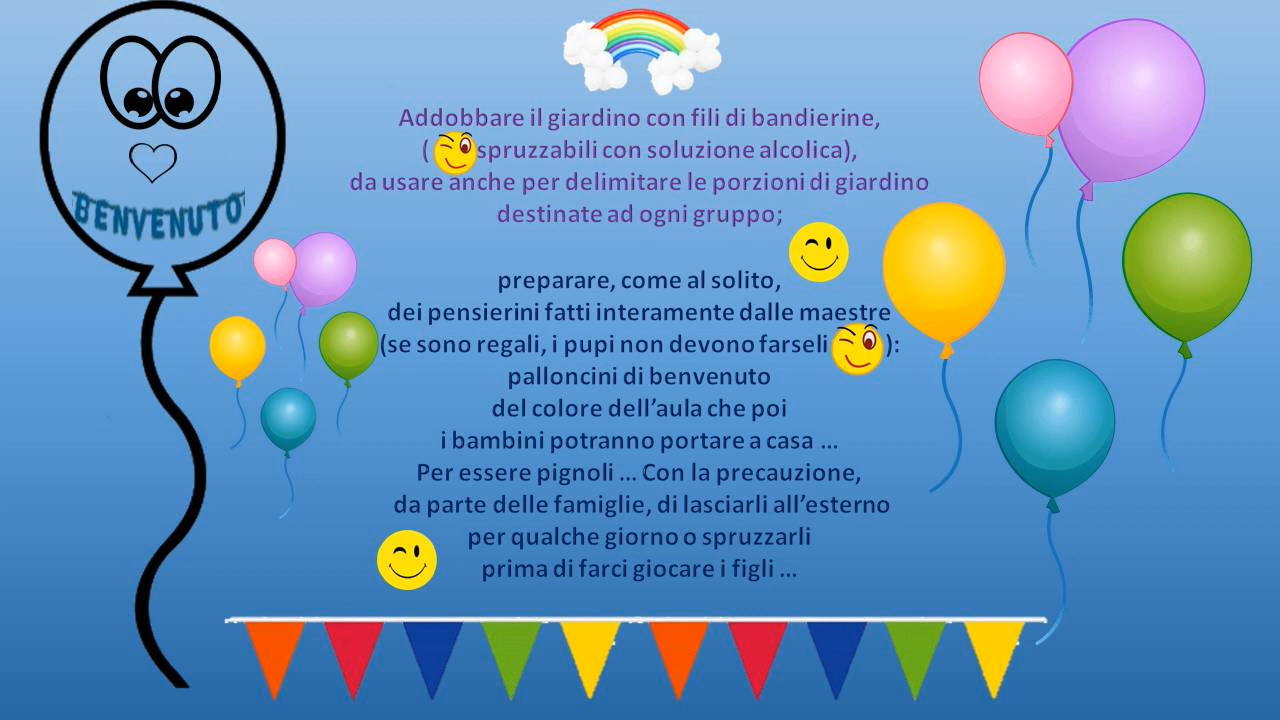 BENVENUTO
Addobbare il giardino con fili di bandierine,
( spruzzabili con soluzione alcolica),
da usare anche per delimitare le porzioni di giardino
destinate ad ogni gruppo;
preparare, come al solito,
dei pensierini fatti interamente dalle maestre
(se sono regali, i pupi non devono farseli ):
palloncini di benvenuto
del colore dell’aula che poi
i bambini potranno portare a casa ...
Per essere pignoli ... Con la precauzione,
da parte delle famiglie, di lasciarli all’esterno
per qualche giorno o spruzzarli
prima di farci giocare i figli ...